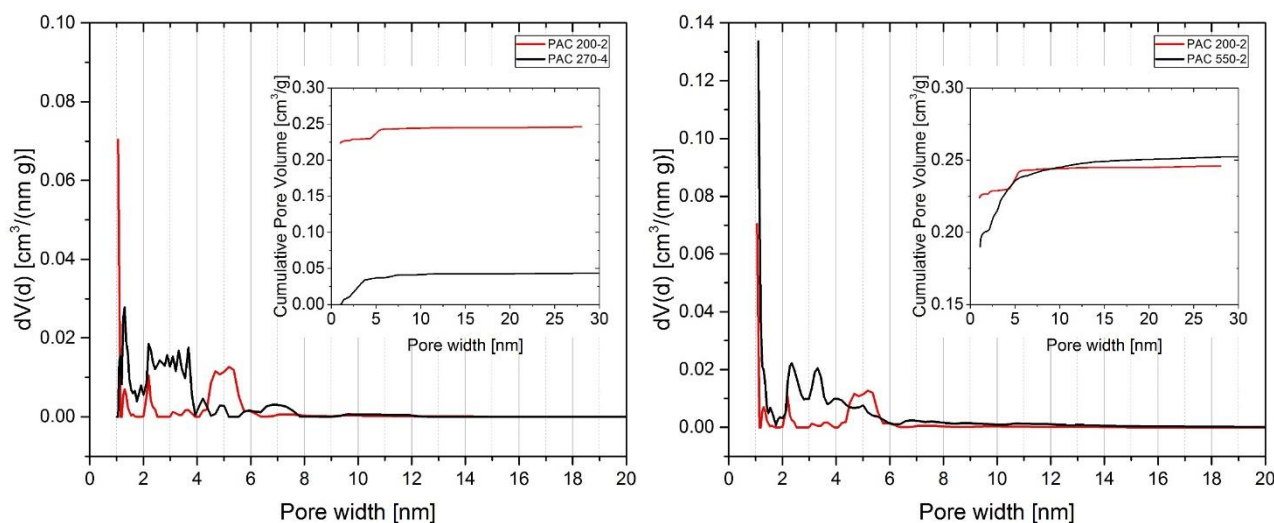 0.10
0.08
0.06
0.04
0.02
0.00
dV(d) [cm³/(nm g)]
0 2 4 6 8 10 12 14 16 18 20
Pore width [nm]
PAC 200-2
PAC 270-4
Cumulative Pore Volume [cm³/g]
0.30
0.25
0.20
0.15
0.10
0.05
0.00
0 5 10 15 20 25 30
Pore width [nm]
0.14
0.12
0.10
0.08
0.06
0.04
0.02
0.00
dV(d) [cm³/(nm g)]
0 2 4 6 8 10 12 14 16 18 20
Pore width [nm]
PAC 200-2
PAC 550-2
Cumulative Pore Volume [cm³/g]
0.30
0.25
0.20
0.15
0 5 10 15 20 25 30
Pore width [nm]